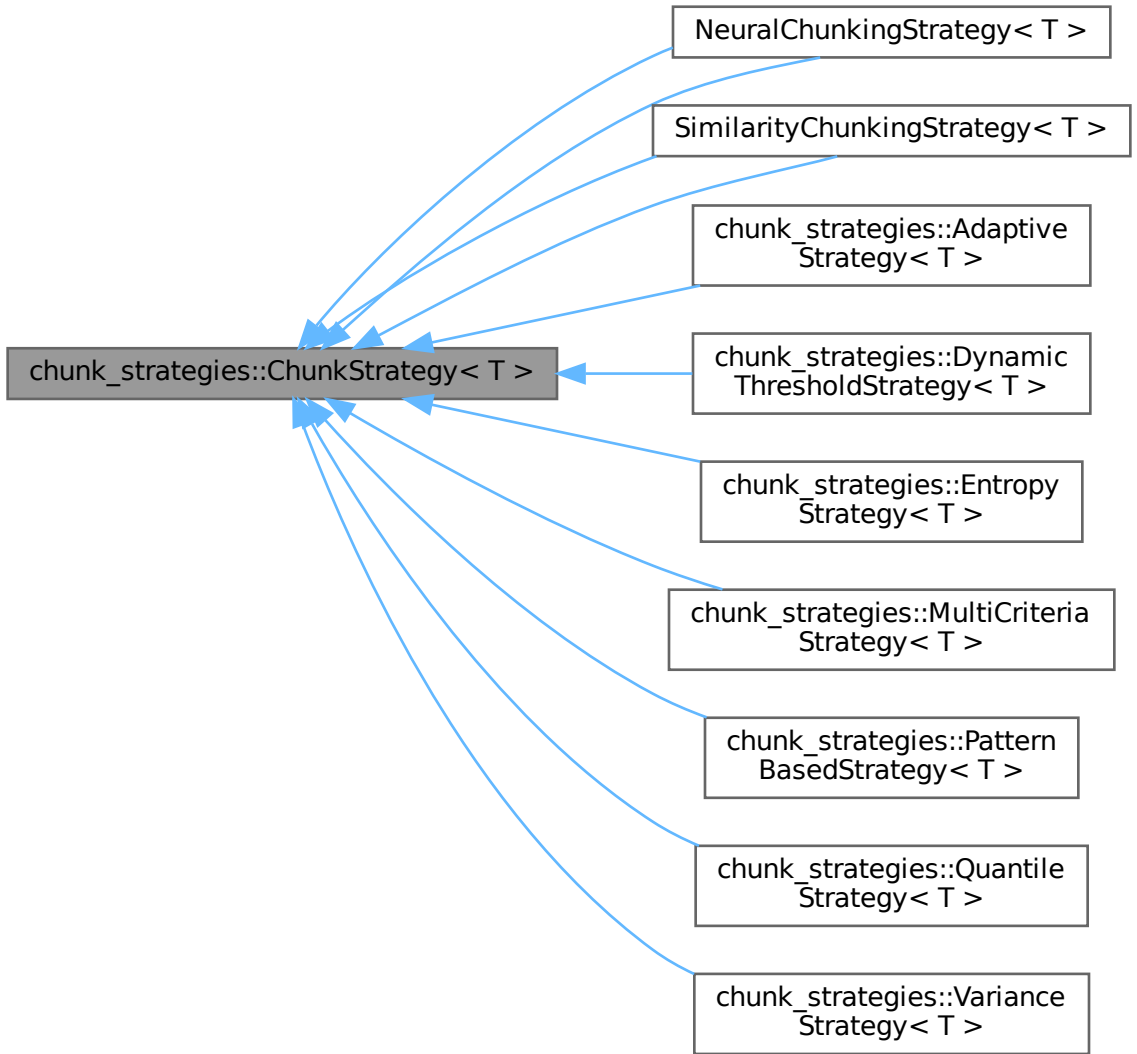 NeuralChunkingStrategy< T >
SimilarityChunkingStrategy< T >
chunk_strategies::Adaptive
Strategy< T >
chunk_strategies::ChunkStrategy< T >
chunk_strategies::Dynamic
ThresholdStrategy< T >
chunk_strategies::Entropy
Strategy< T >
chunk_strategies::MultiCriteria
Strategy< T >
chunk_strategies::Pattern
BasedStrategy< T >
chunk_strategies::Quantile
Strategy< T >
chunk_strategies::Variance
Strategy< T >